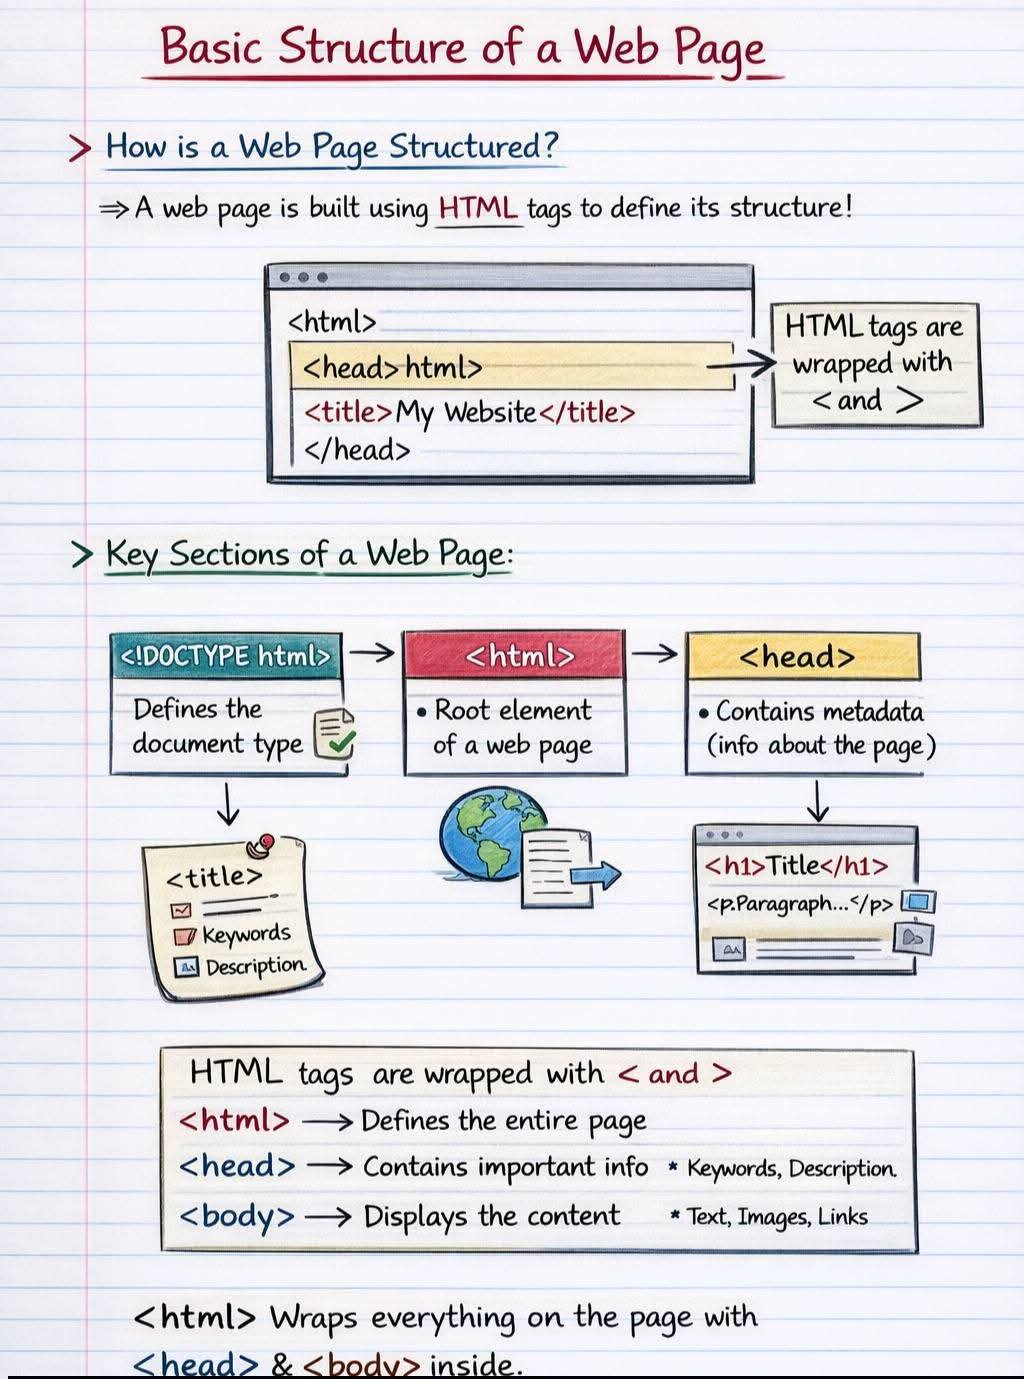 Basic Structure of a Web Page
> How is a Web Page Structured?
⇒ A web page is built using HTML tags to define its structure!
<html>
<head>html>
<title>My Website</title>
</head>
HTML tags are
wrapped with
< and >
> Key Sections of a Web Page:
<!DOCTYPE html>
Defines the
document type
<html>
• Root element
of a web page
<head>
• Contains metadata
(info about the page)
<title>
Keywords
Description.
<h1>Title</h1>
<p.Paragraph...</p>
HTML tags are wrapped with < and >
<html> → Defines the entire page
<head> → Contains important info * Keywords, Description.
<body> → Displays the content * Text, Images, Links
<html> Wraps everything on the page with
<head> & <body> inside.